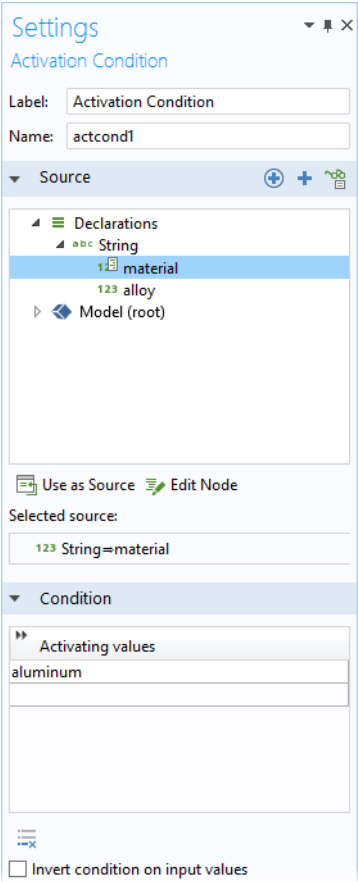 Settings
Activation Condition
Label: Activation Condition
Name: actcond1
Source
Declarations
abc String
material
123 alloy
Model (root)
Use as Source Edit Node
Selected source:
123 String⇒material
Condition
Activating values
aluminum
Invert condition on input values